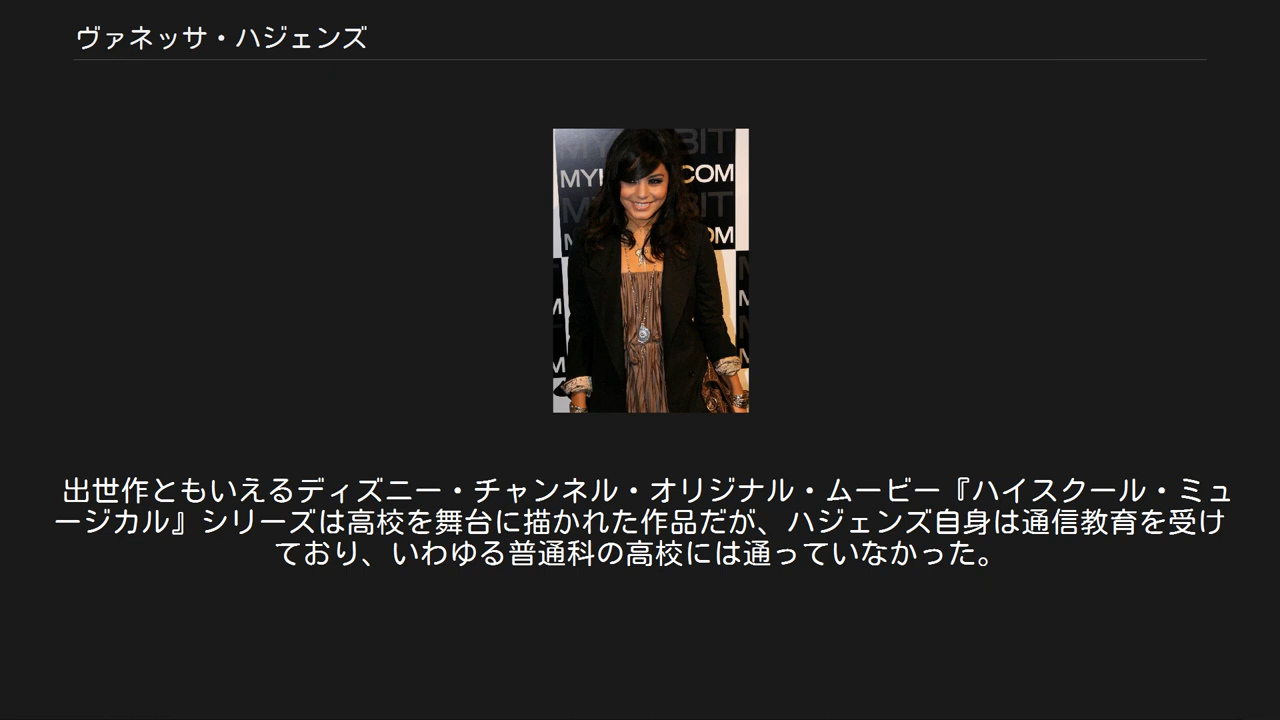 ヴァネッサ・ハジェンズ
BIT
MY COM
BIT
OM
出世作ともいえるディズニー・チャンネル・オリジナル・ムービー『ハイスクール・ミュ
ージカル』シリーズは高校を舞台に描かれた作品だが、ハジェンズ自身は通信教育を受け
ており、いわゆる普通科の高校には通っていなかった。